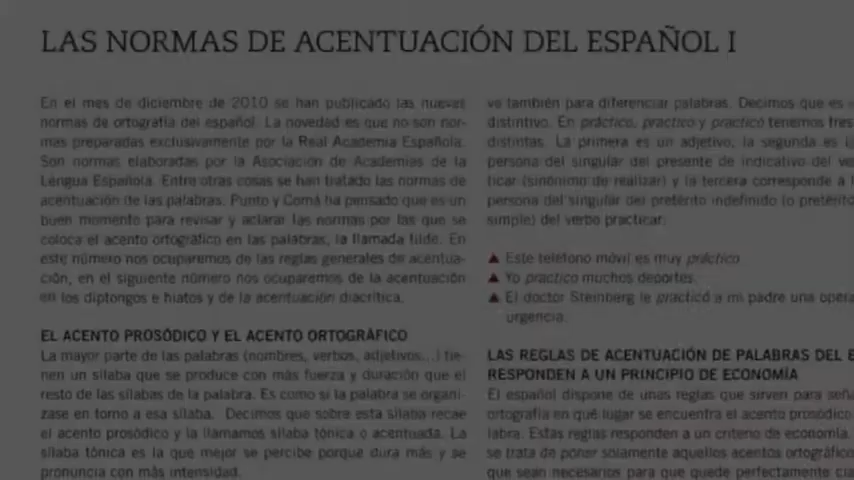 LAS NORMAS DE ACENTUACIÓN DEL ESPAÑOL I
En el mes de diciembre de 2010 se han publicado las nuevas
normas de ortografía del español. La novedad es que no son nor-
mas preparadas exclusivamente por la Real Academia Española.
Son normas elaboradas por la Asociación de Academias de la
Lengua Española. Entre otras cosas se han tratado las normas de
acentuación de las palabras. Punto y Coma ha pensado que es un
buen momento para revisar y aclarar las normas por las que se
coloca el acento ortográfico en las palabras, la llamada tilde. En
este número nos ocuparemos de las reglas generales de acentua-
ción, en el siguiente número nos ocuparemos de la acentuación
en los diptongos e hiatos y de la acentuación diacrítica.
EL ACENTO PROSÓDICO Y EL ACENTO ORTOGRÁFICO
La mayor parte de las palabras (nombres, verbos, adjetivos...) tie-
nen un sílaba que se produce con más fuerza y duración que el
resto de las sílabas de la palabra. Es como si la palabra se organi-
zase en torno a esa sílaba. Decimos que sobre esta sílaba recae
el acento prosódico y la llamamos sílaba tónica o acentuada. La
sílaba tónica es la que mejor se percibe porque dura más y se
pronuncia con más intensidad.
ve también para diferenciar palabras. Decimos que es
distintivo. En práctico, practico y practicó tenemos tres
distintas. La primera es un adjetivo, la segunda es
persona del singular del presente de indicativo del
ticar (sinónimo de realizar) y la tercera corresponde a
persona del singular del pretérito indefinido (o pretérito
simple) del verbo practicar:
▲ Este teléfono móvil es muy práctico
▲ Yo practico muchos deportes
▲ El doctor Steinberg le practicó a mi padre una
urgencia.
LAS REGLAS DE ACENTUACIÓN DE PALABRAS DEL
RESPONDEN A UN PRINCIPIO DE ECONOMÍA
El español dispone de unas reglas que sirven para
ortografía en qué lugar se encuentra el acento prosódico
labra. Estas reglas responden a un criterio de economía.
se trata de poner solamente aquellos acentos
que sean necesarios para que quede perfectamente